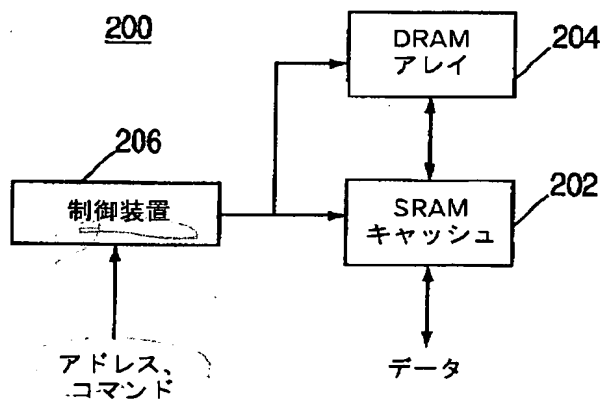 200
DRAM
アレイ
204
206
制御装置
SRAM
キャッシュ
202
アドレス、
コマンド
データ